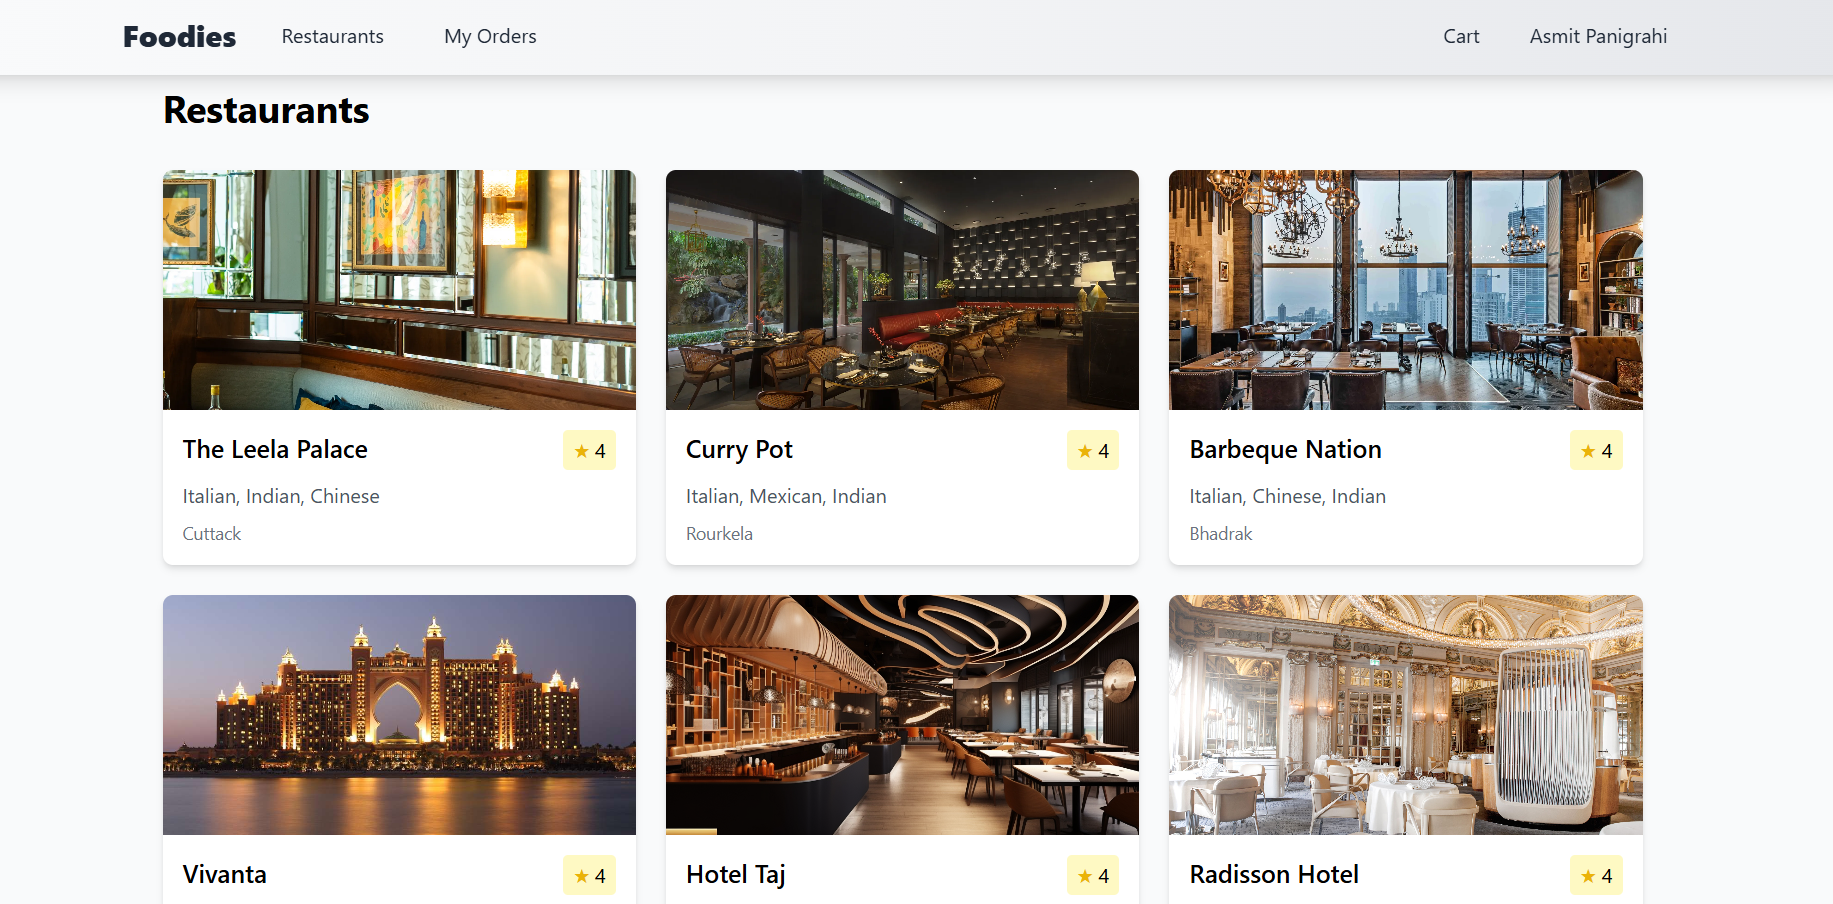 Foodies Restaurants My Orders Cart Asmit Panigrahi
Restaurants
The Leela Palace ★ 4
Italian, Indian, Chinese
Cuttack
Curry Pot ★ 4
Italian, Mexican, Indian
Rourkela
Barbeque Nation ★ 4
Italian, Chinese, Indian
Bhadrak
Vivanta ★ 4
Hotel Taj ★ 4
Radisson Hotel ★ 4